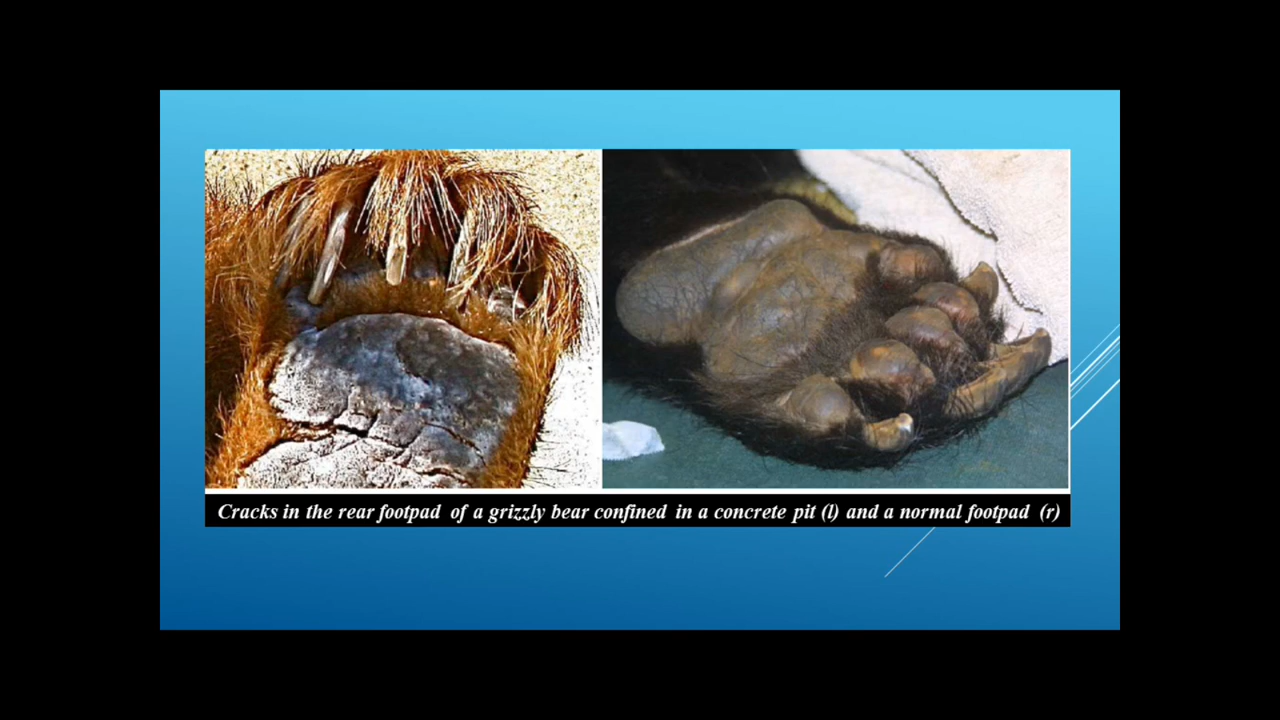 Cracks in the rear footpad of a grizzly bear confined in a concrete pit (l) and a normal footpad (r)